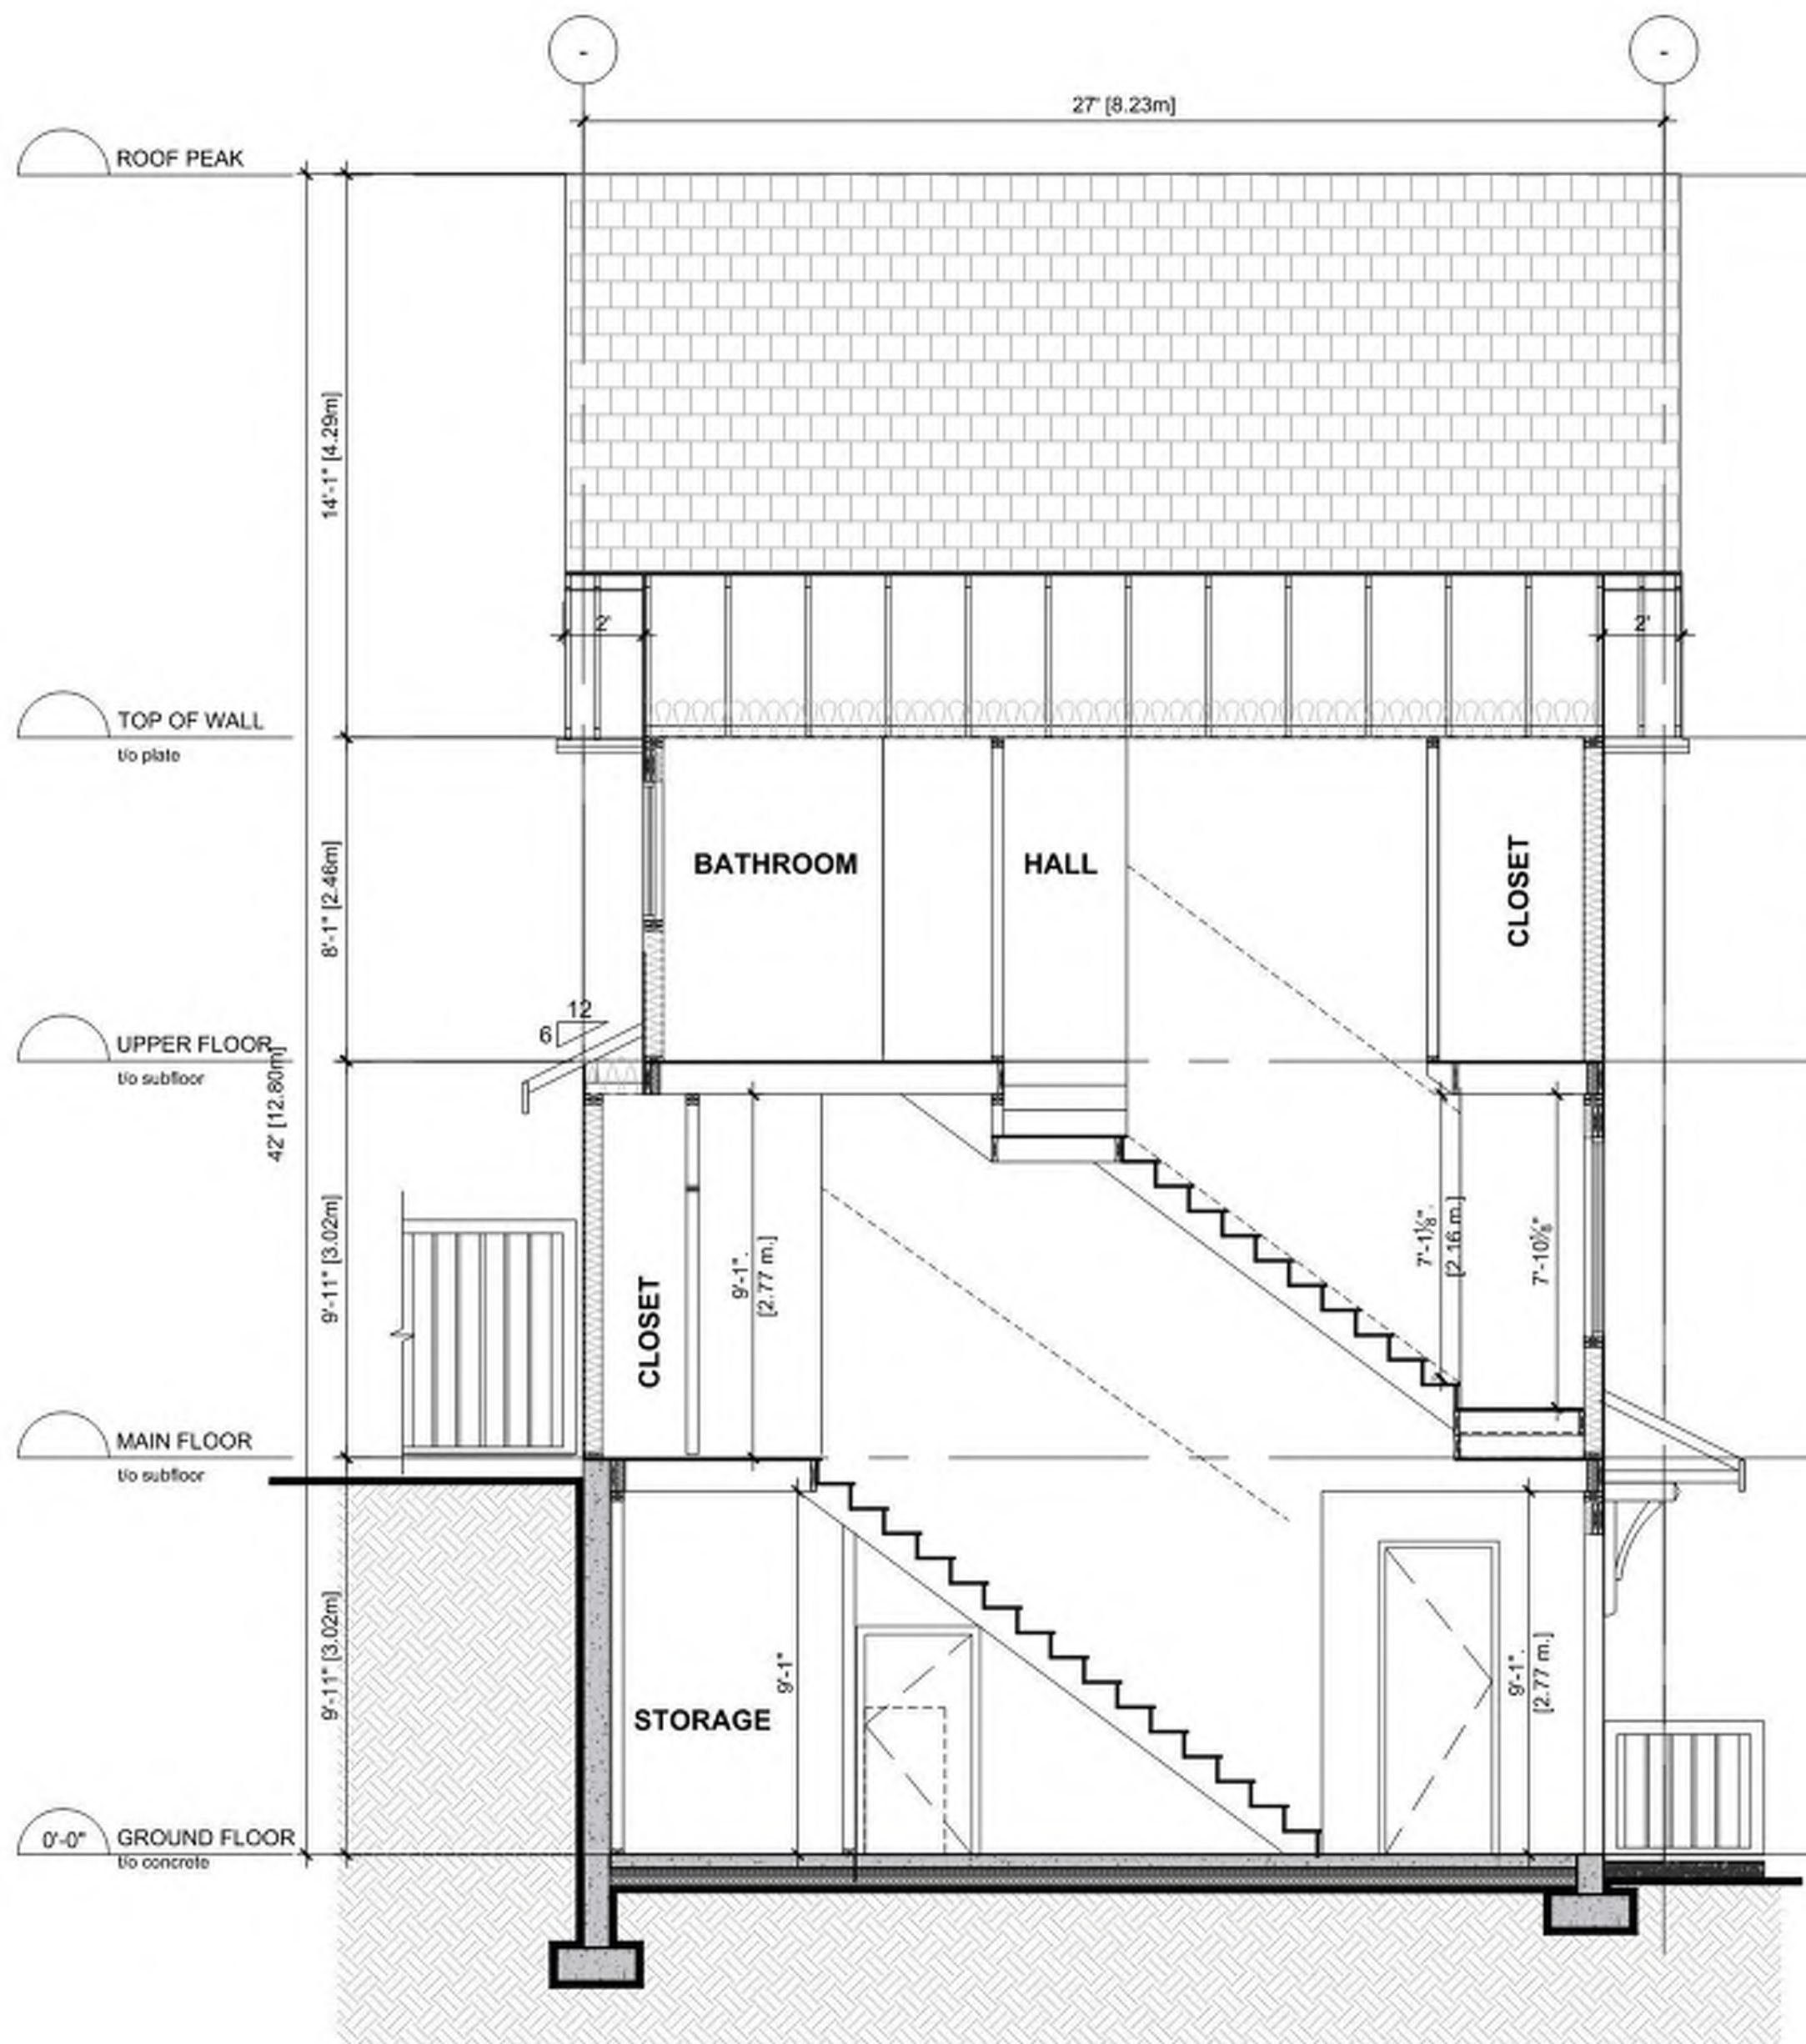 -
-
27' [8.23m]
ROOF PEAK
14'-1" [4.29m]
2'
2'
TOP OF WALL
t/o plate
8'-1" [2.46m]
BATHROOM
HALL
CLOSET
12
6
UPPER FLOOR
t/o subfloor
42' [12.80m]
9'-11" [3.02m]
CLOSET
9'-1".
[2.77 m.]
7'-1⅛".
[2.16 m.]
7'-10⅞"
MAIN FLOOR
t/o subfloor
9'-11" [3.02m]
STORAGE
9'-1"
9'-1".
[2.77 m.]
0'-0"
GROUND FLOOR
t/o concrete